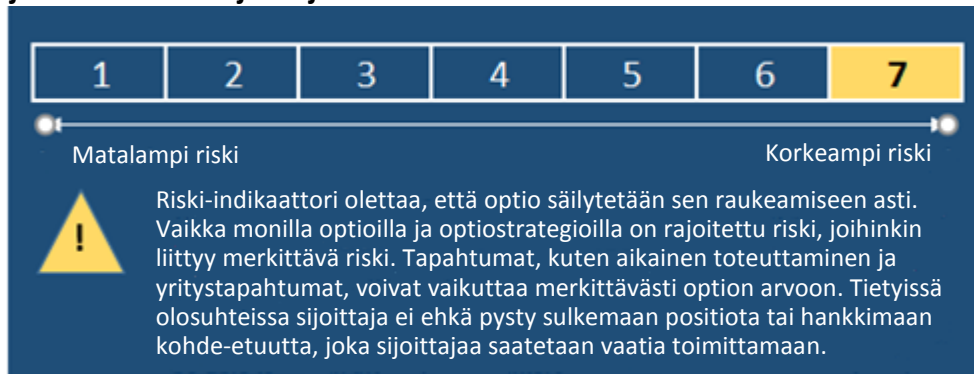 1 2 3 4 5 6 7
Matalampi riski Korkeampi riski
! Riski-indikaattori olettaa, että optio säilytetään sen raukeamiseen asti.
Vaikka monilla optioilla ja optiostrategioilla on rajoitettu riski, joihinkin
liittyy merkittävä riski. Tapahtumat, kuten aikainen toteuttaminen ja
yritystapahtumat, voivat vaikuttaa merkittävästi option arvoon. Tietyissä
olosuhteissa sijoittaja ei ehkä pysty sulkemaan positiota tai hankkimaan
kohde-etuutta, joka sijoittajaa saatetaan vaatia toimittamaan.